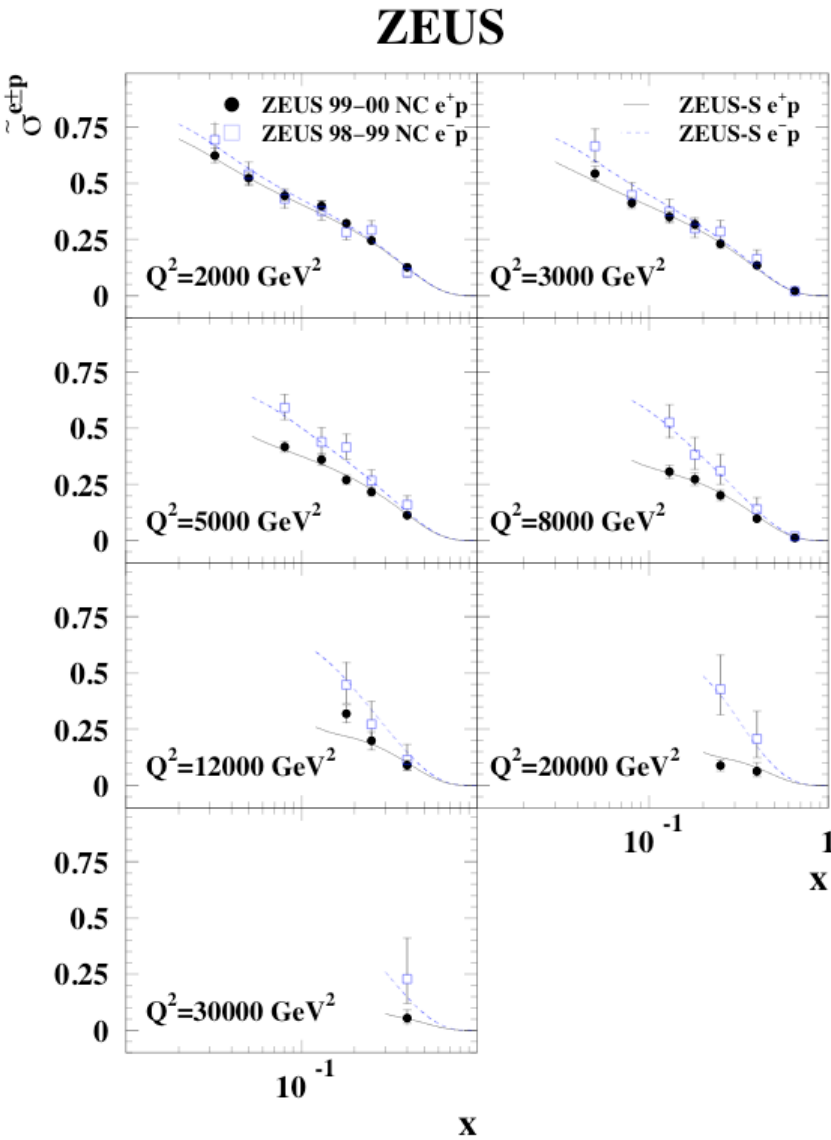 ZEUS
σ̃ e±p
ZEUS 99–00 NC e⁺p
ZEUS 98–99 NC e⁻p
ZEUS-S e⁺p
ZEUS-S e⁻p
0.75
0.5
0.25
0
Q²=2000 GeV²
Q²=3000 GeV²
0.75
0.5
0.25
0
Q²=5000 GeV²
Q²=8000 GeV²
0.75
0.5
0.25
0
Q²=12000 GeV²
Q²=20000 GeV²
10⁻¹
1
x
0.75
0.5
0.25
0
Q²=30000 GeV²
10⁻¹
x